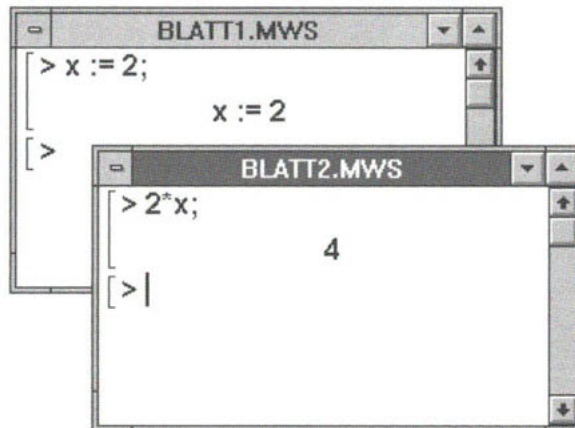 BLATT1.MWS
> x := 2;
x := 2
>
BLATT2.MWS
> 2*x;
4
>